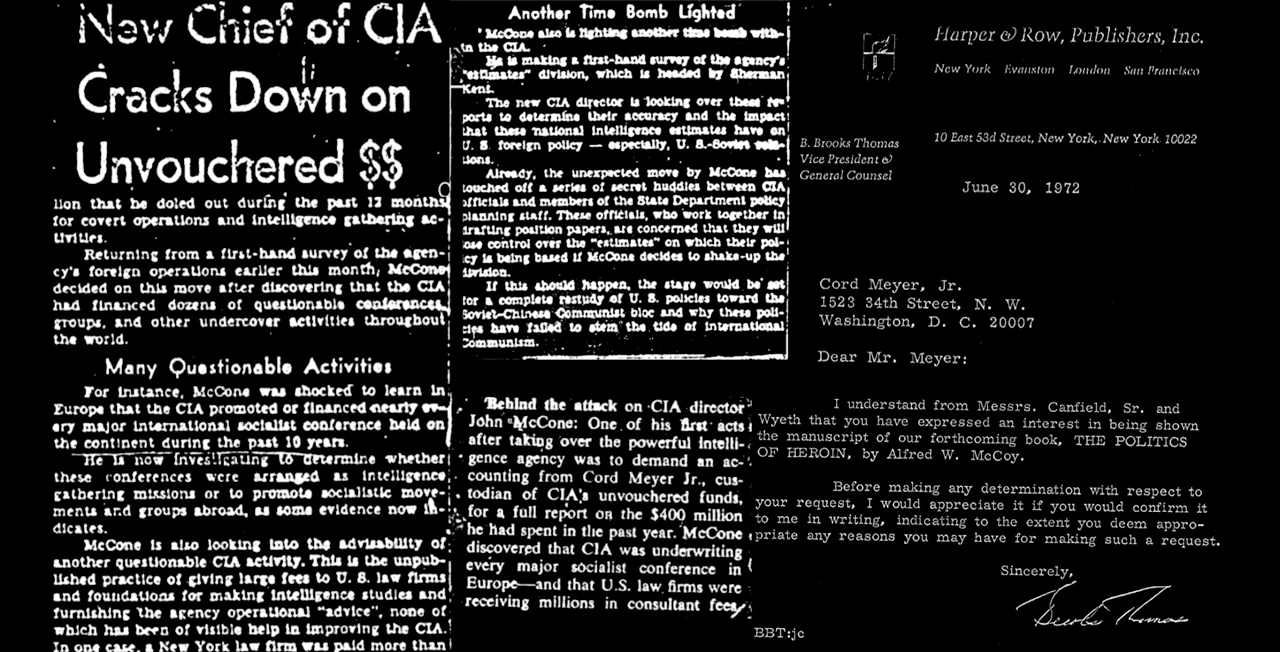 New Chief of CIA
Cracks Down on
Unvouchered $$
lion that he doled out during the past 12 months
for covert operations and intelligence gathering ac-
tivities.
Returning from a first-hand survey of the agen-
cy's foreign operations earlier this month, McCone
decided on this move after discovering that the CIA
had financed dozens of questionable conferences,
groups, and other undercover activities throughout
the world.
Many Questionable Activities
For instance, McCone was shocked to learn in
Europe that the CIA promoted or financed nearly ev-
ery major international socialist conference held on
the continent during the past 10 years.
He is now investigating to determine whether
these conferences were arranged as intelligence
gathering missions or to promote socialistic move-
ments and groups abroad, as some evidence now in-
dicates.
McCone is also looking into the advisability of
another questionable CIA activity. This is the unpub-
lished practice of giving large fees to U. S. law firms
and foundations for making intelligence studies and
furnishing the agency operational "advice", none of
which has been of visible help in improving the CIA.
In one case, a New York law firm was paid more than
Another Time Bomb Lighted
McCone also is lighting another time bomb with-
in the CIA.
He is making a first-hand survey of the agency's
"estimates" division, which is headed by Sherman
Kent.
The new CIA director is looking over these re-
ports to determine their accuracy and the impact
that these national intelligence estimates have on
U. S. foreign policy — especially, U. S.-Soviet rela-
tions.
Already, the unexpected move by McCone has
touched off a series of secret huddles between CIA
officials and members of the State Department policy
planning staff. These officials, who work together in
drafting position papers, are concerned that they will
lose control over the "estimates" on which their pol-
icy is being based if McCone decides to shake-up the
division.
If this should happen, the stage would be set
for a complete restudy of U. S. policies toward the
Soviet-Chinese Communist bloc and why these poli-
cies have failed to stem the tide of international
Communism.
Behind the attack on CIA director
John McCone: One of his first acts
after taking over the powerful intelli-
gence agency was to demand an ac-
counting from Cord Meyer Jr., cus-
todian of CIA's unvouchered funds,
for a full report on the $400 million
he had spent in the past year. McCone
discovered that CIA was underwriting
every major socialist conference in
Europe—and that U.S. law firms were
receiving millions in consultant fees
Harper & Row, Publishers, Inc.
New York Evanston London San Francisco
10 East 53d Street, New York, New York 10022
B. Brooks Thomas
Vice President &
General Counsel
June 30, 1972
Cord Meyer, Jr.
1523 34th Street, N. W.
Washington, D. C. 20007
Dear Mr. Meyer:
I understand from Messrs. Canfield, Sr. and
Wyeth that you have expressed an interest in being shown
the manuscript of our forthcoming book, THE POLITICS
OF HEROIN, by Alfred W. McCoy.
Before making any determination with respect to
your request, I would appreciate it if you would confirm it
to me in writing, indicating to the extent you deem appro-
priate any reasons you may have for making such a request.
Sincerely,
Brooks Thomas
BBT:jc